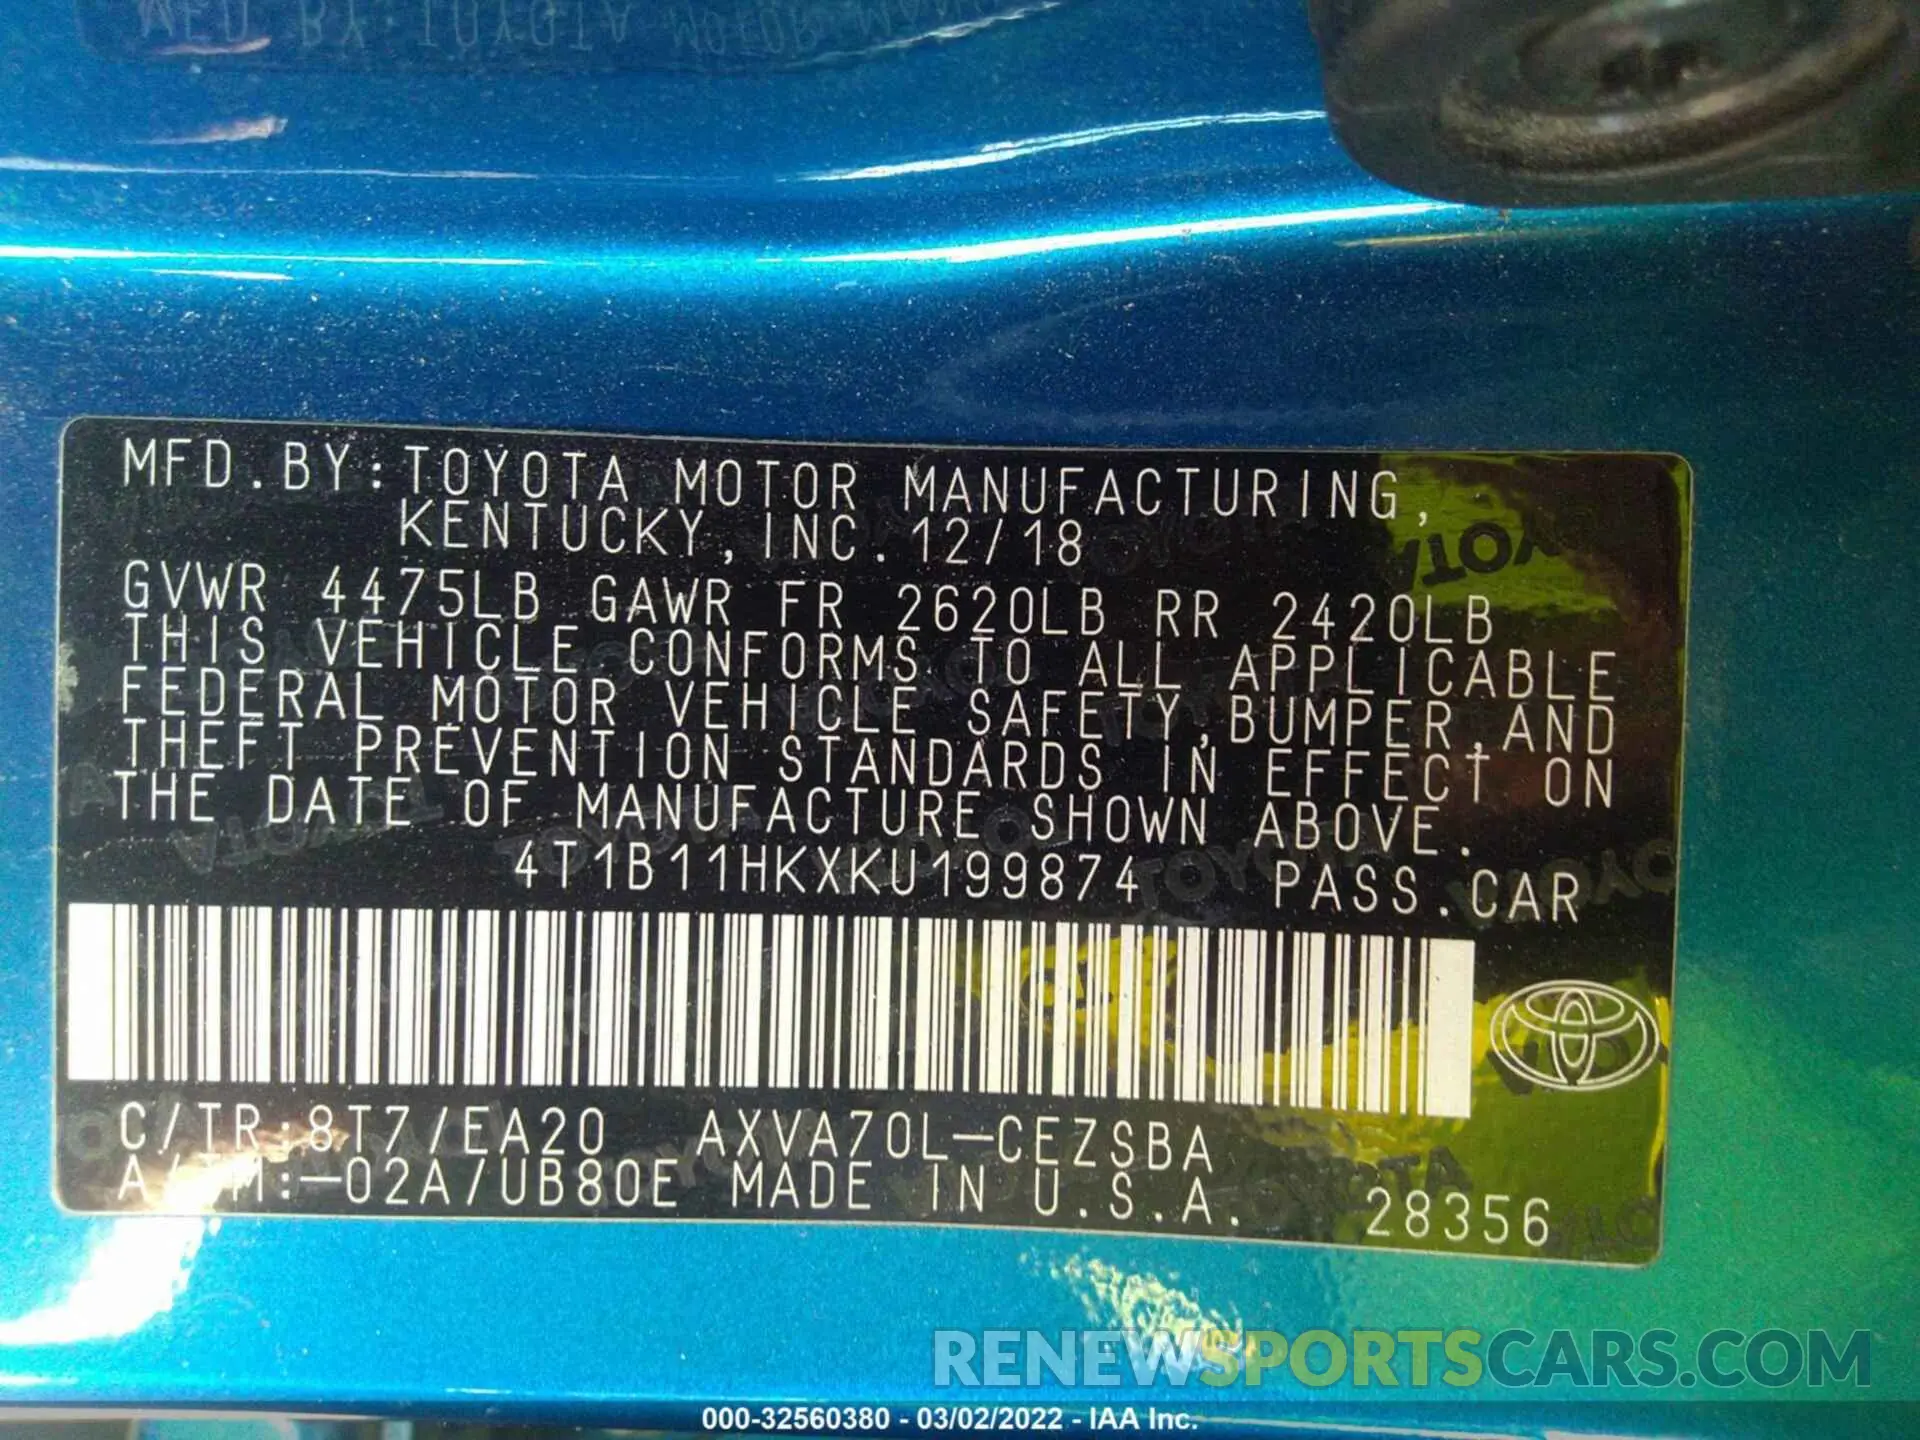 MFD.BY:TOYOTA MOTOR MANUFACTURING,
KENTUCKY,INC. 12/18
GVWR 4475LB GAWR FR 2620LB RR 2420LB
THIS VEHICLE CONFORMS TO ALL APPLICABLE
FEDERAL MOTOR VEHICLE SAFETY,BUMPER,AND
THEFT PREVENTION STANDARDS IN EFFECT ON
THE DATE OF MANUFACTURE SHOWN ABOVE.
4T1B11HKXKU199874 PASS.CAR
C/TR:8T7/EA20 AXVA70L-CEZSBA
A/TM:-02A/UB80E MADE IN U.S.A. 28356
RENEWSPORTSCARS.COM
000-32560380 - 03/02/2022 - IAA Inc.